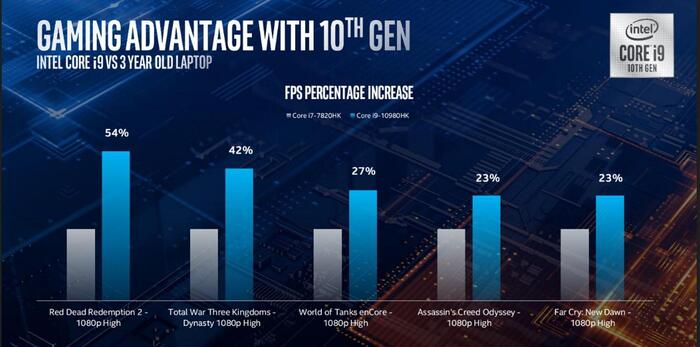 GAMING ADVANTAGE WITH 10TH GEN
INTEL CORE i9 VS 3 YEAR OLD LAPTOP
intel
CORE i9
10TH GEN
FPS PERCENTAGE INCREASE
Core i7-7820HK Core i9-10980HK
54%
42%
27%
23%
23%
Red Dead Redemption 2 -
1080p High
Total War Three Kingdoms -
Dynasty 1080p High
World of Tanks enCore -
1080p High
Assassin's Creed Odyssey -
1080p High
Far Cry: New Dawn -
1080p High